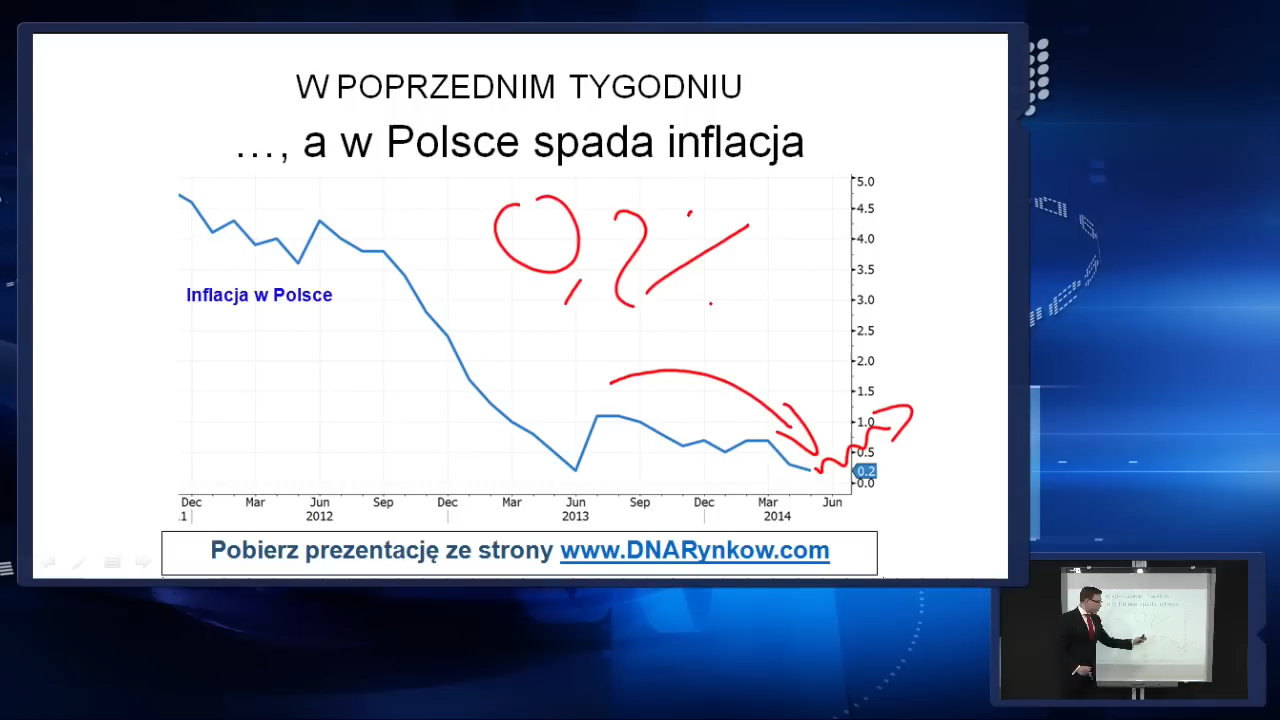 W POPRZEDNIM TYGODNIU
…, a w Polsce spada inflacja
0,2%
Inflacja w Polsce
5.0
4.5
4.0
3.5
3.0
2.5
2.0
1.5
1.0
0.5
0.2
0.0
Dec Mar Jun Sep Dec Mar Jun Sep Dec Mar Jun
.1 2012 2013 2014
Pobierz prezentację ze strony www.DNARynkow.com